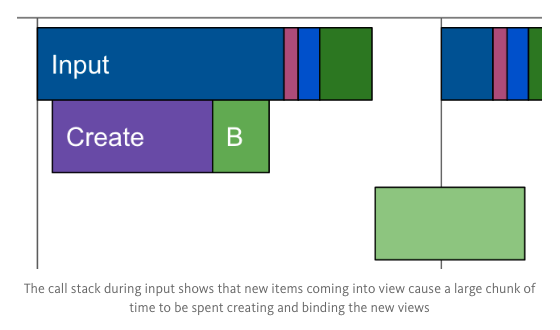 Input
Create
B
The call stack during input shows that new items coming into view cause a large chunk of
time to be spent creating and binding the new views